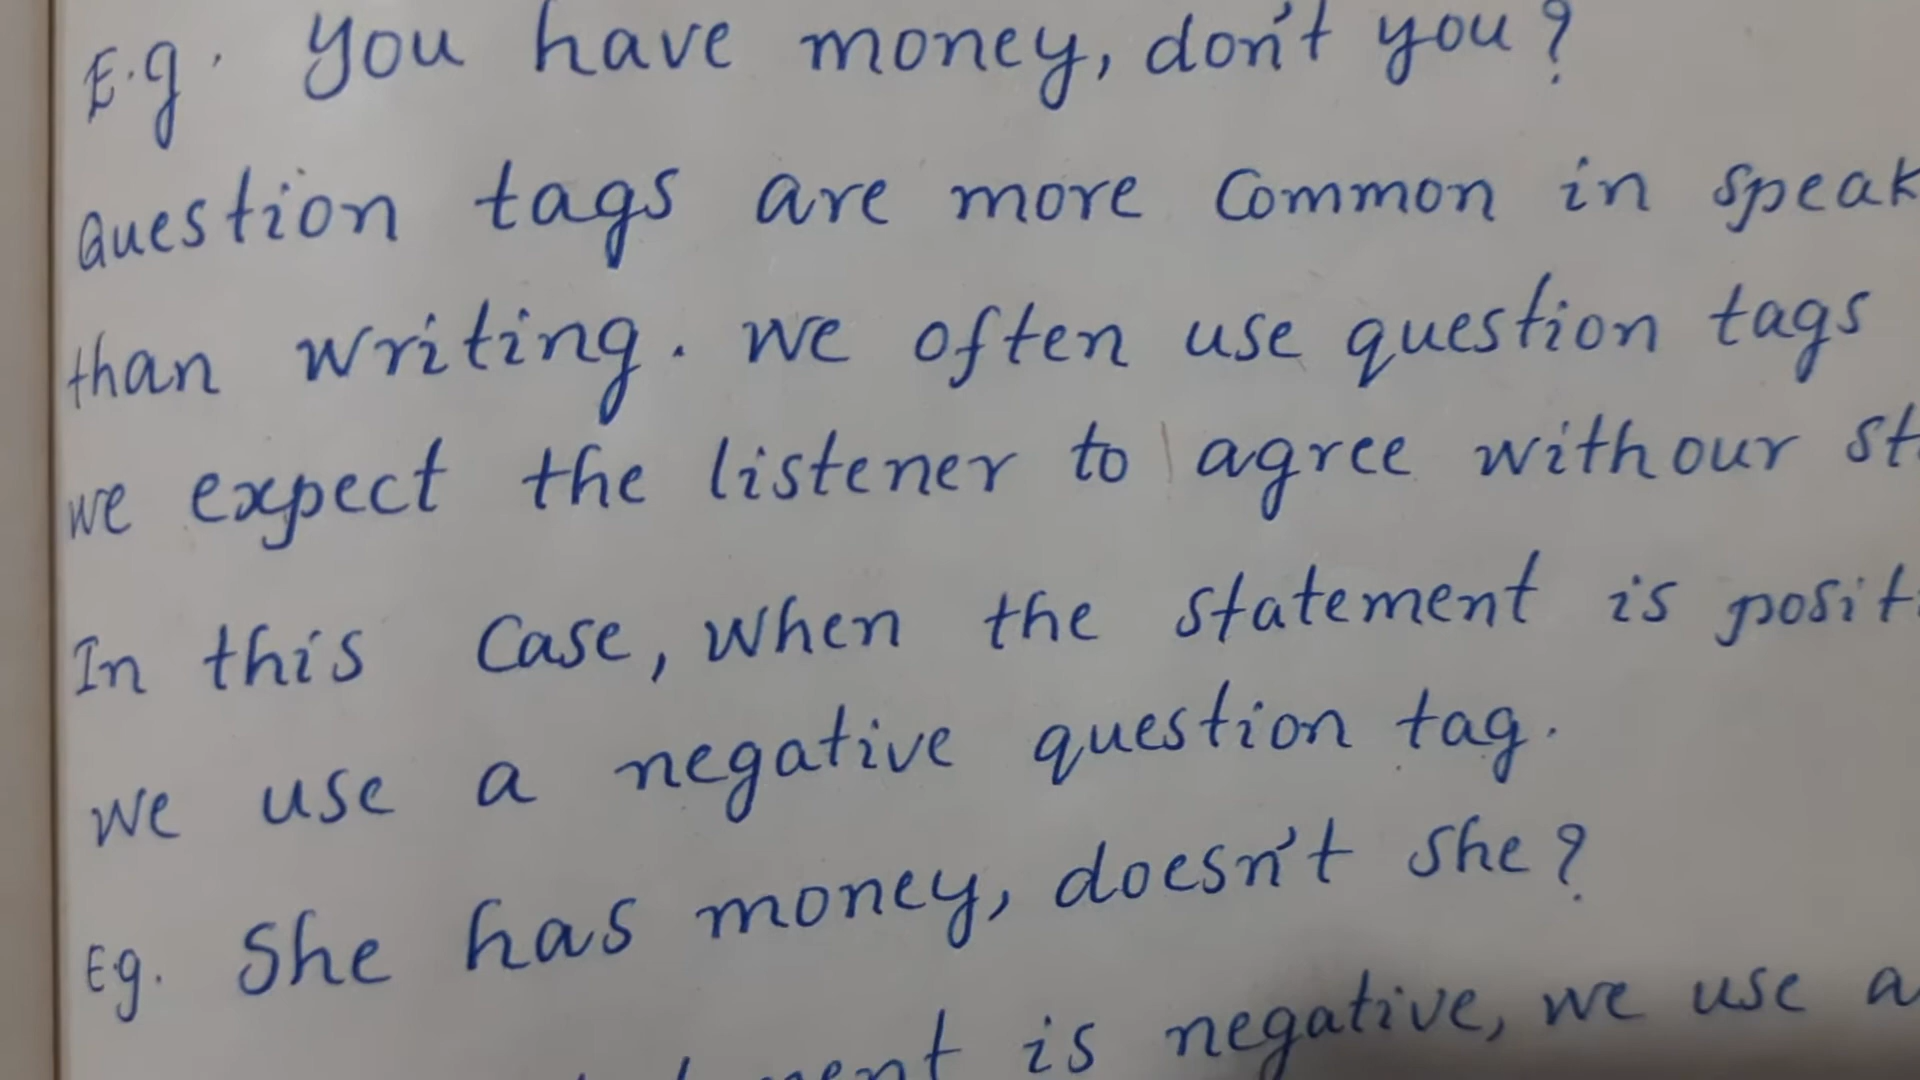 E.g. You have money, don't you?
Question tags are more common in speak
than writing. we often use question tags
we expect the listener to agree with our st
In this case, when the statement is posit
we use a negative question tag.
Eg. She has money, doesn't she?
is negative, we use a